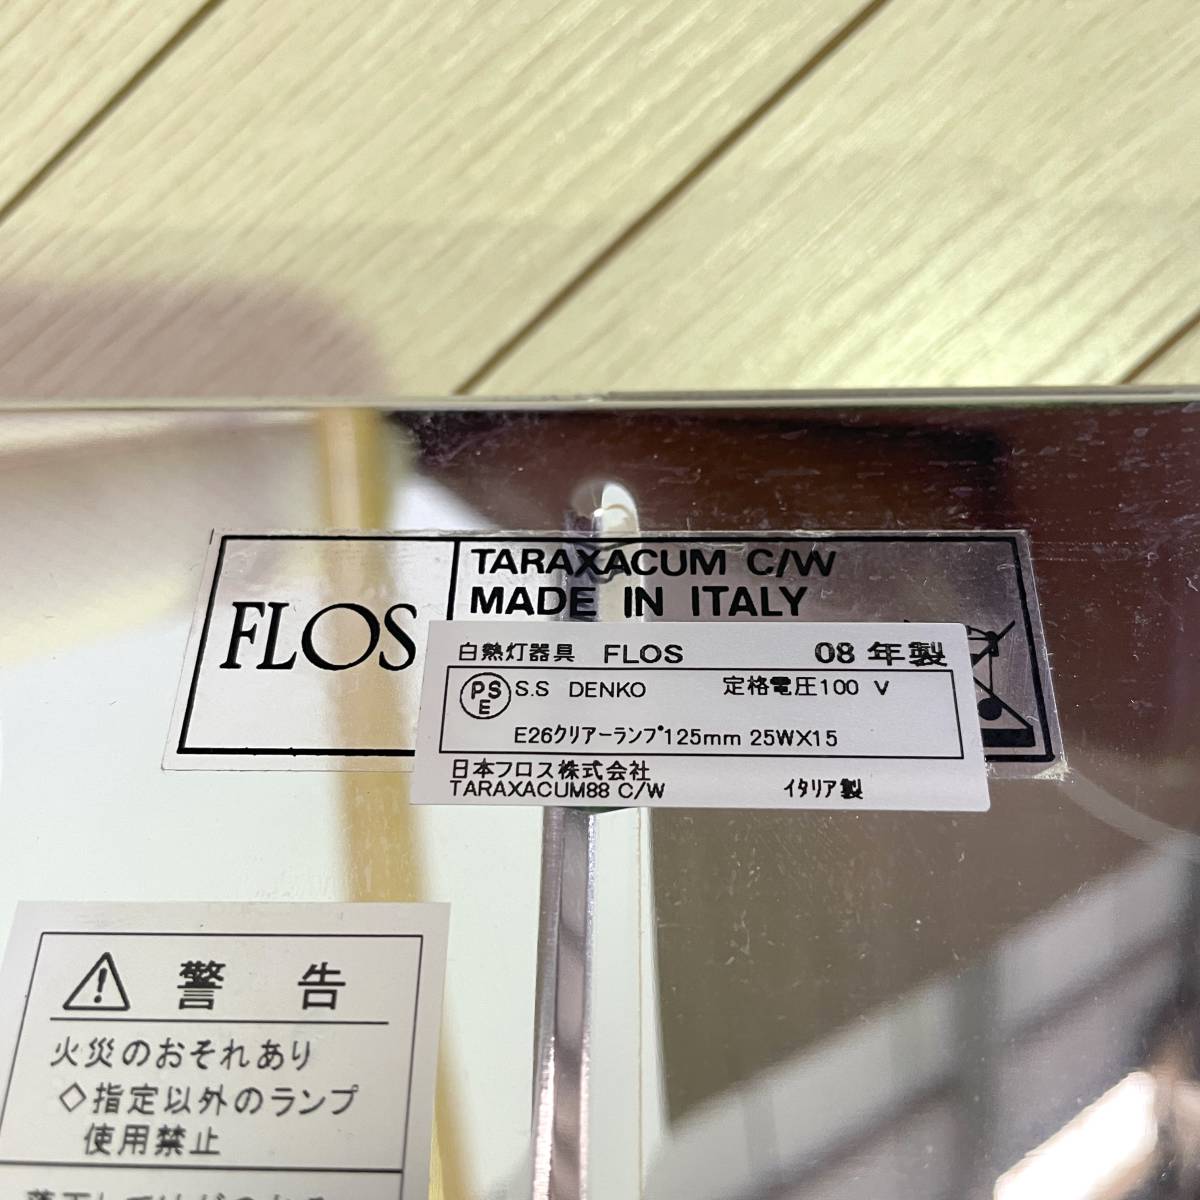 FLOS
TARAXACUM C/W
MADE IN ITALY
白熱灯器具 FLOS 08年製
PSE S.S DENKO 定格電圧100 V
E26クリアーランプ125mm 25WX15
日本フロス株式会社
TARAXACUM88 C/W イタリア製
警告
火災のおそれあり
◇指定以外のランプ
使用禁止